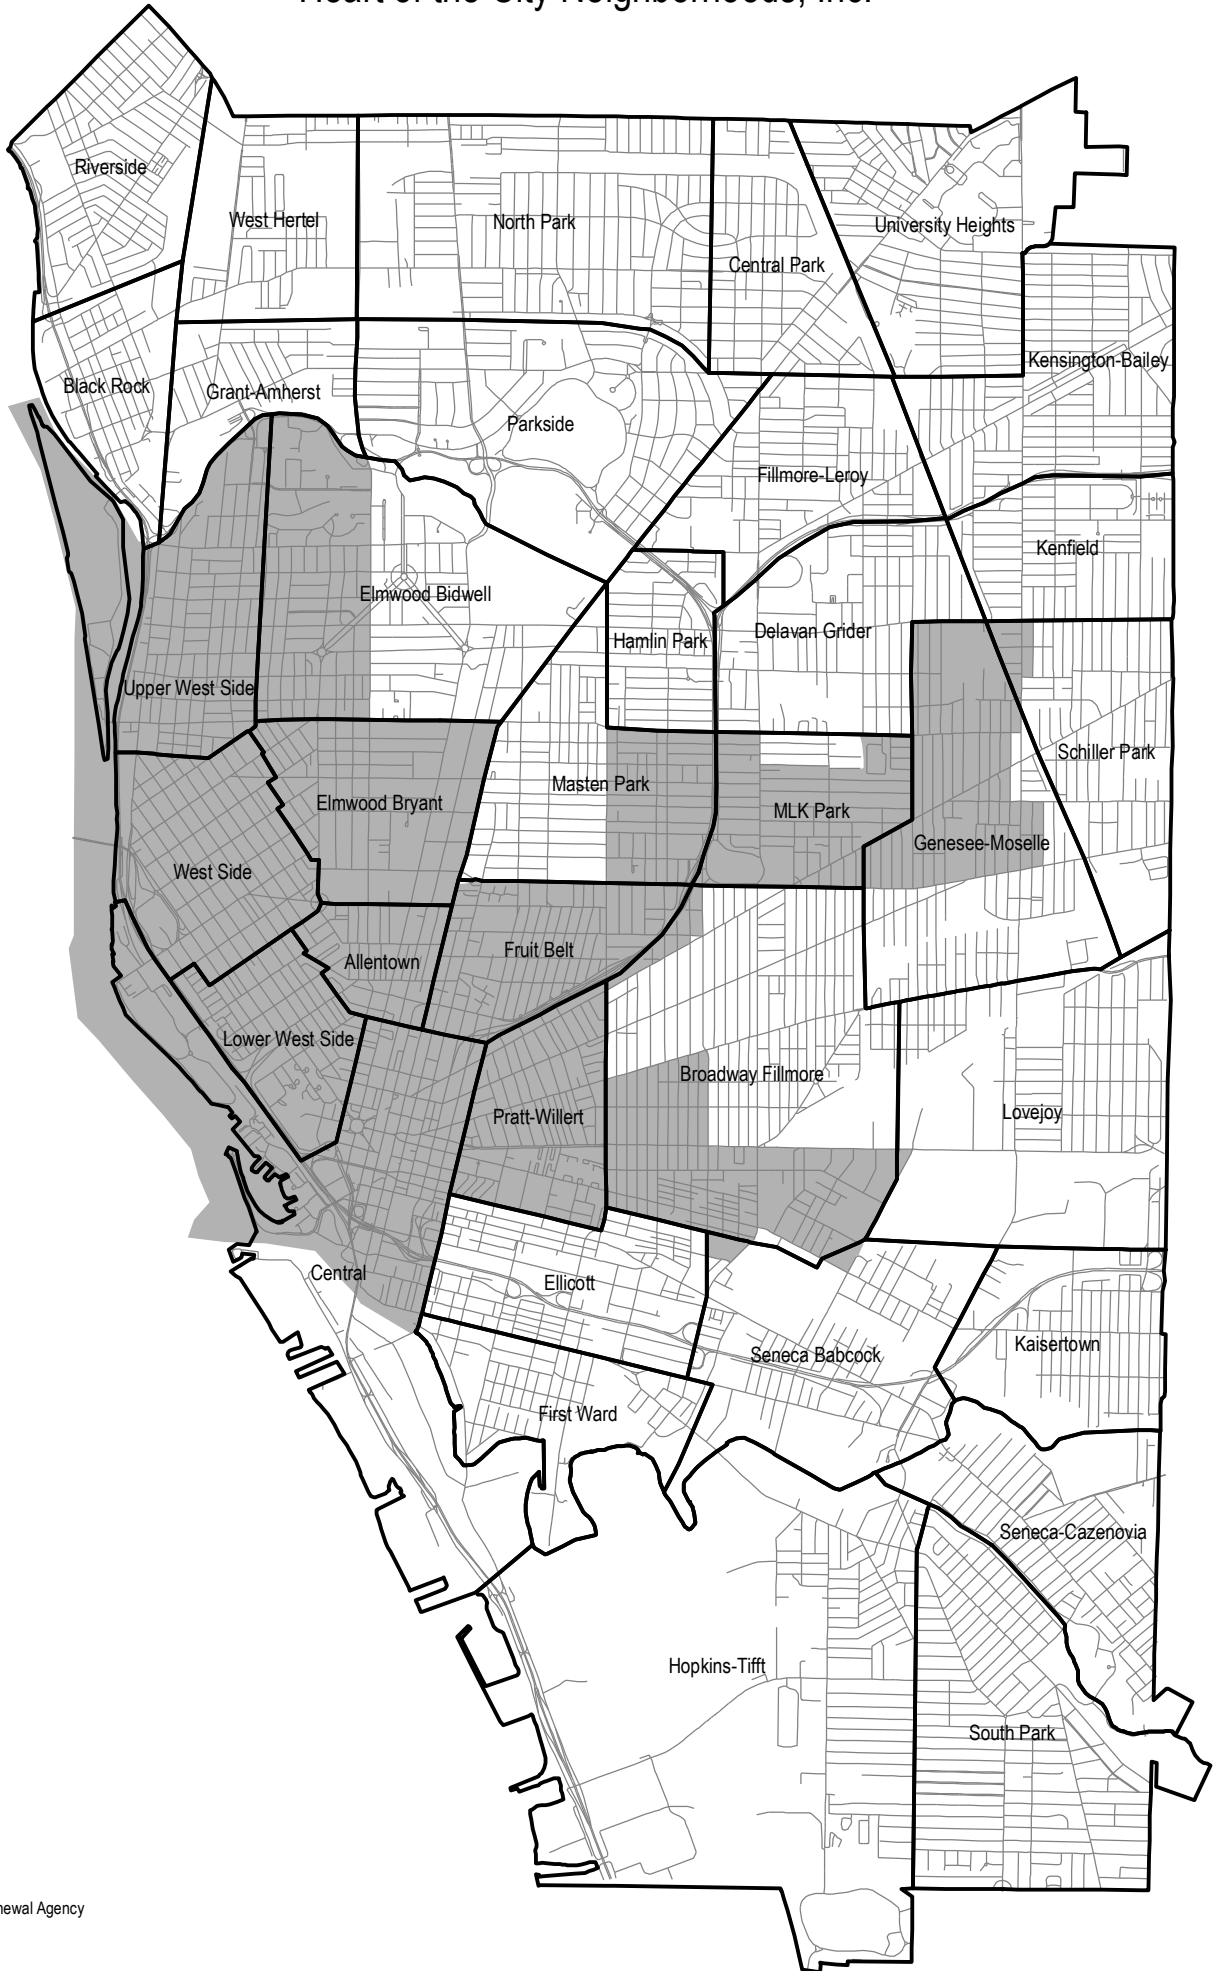 Heart of the City Neighborhoods, Inc.
Riverside
West Hertel
North Park
University Heights
Central Park
Kensington-Bailey
Black Rock
Grant-Amherst
Parkside
Fillmore-Leroy
Kenfield
Elmwood Bidwell
Hamlin Park
Delavan Grider
Upper West Side
Schiller Park
Masten Park
Elmwood Bryant
MLK Park
Genesee-Moselle
West Side
Fruit Belt
Allentown
Lower West Side
Broadway Fillmore
Lovejoy
Pratt-Willert
Central
Ellicott
Kaisertown
Seneca Babcock
First Ward
Seneca-Cazenovia
Hopkins-Tifft
South Park
newal Agency